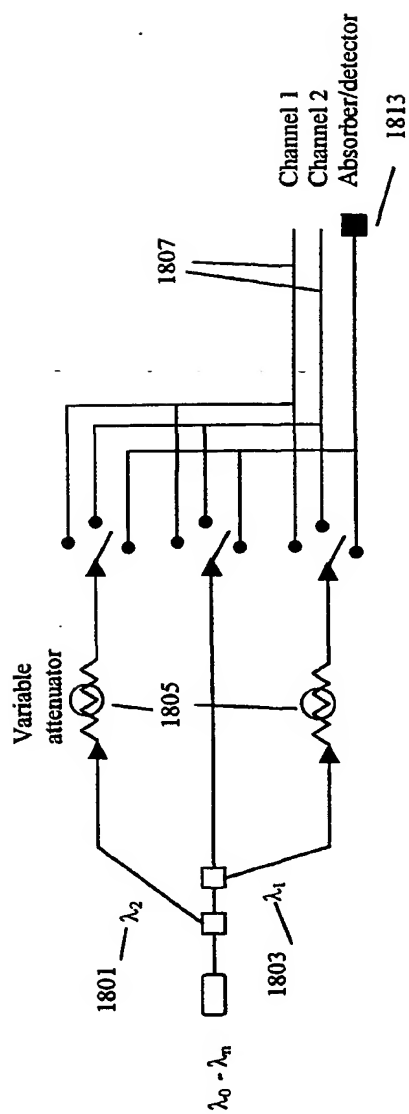 Variable
attenuator
1805
1807
Channel 1
Channel 2
Absorber/detector
1813
λ2
1801
λ1
1803
λ0 - λn